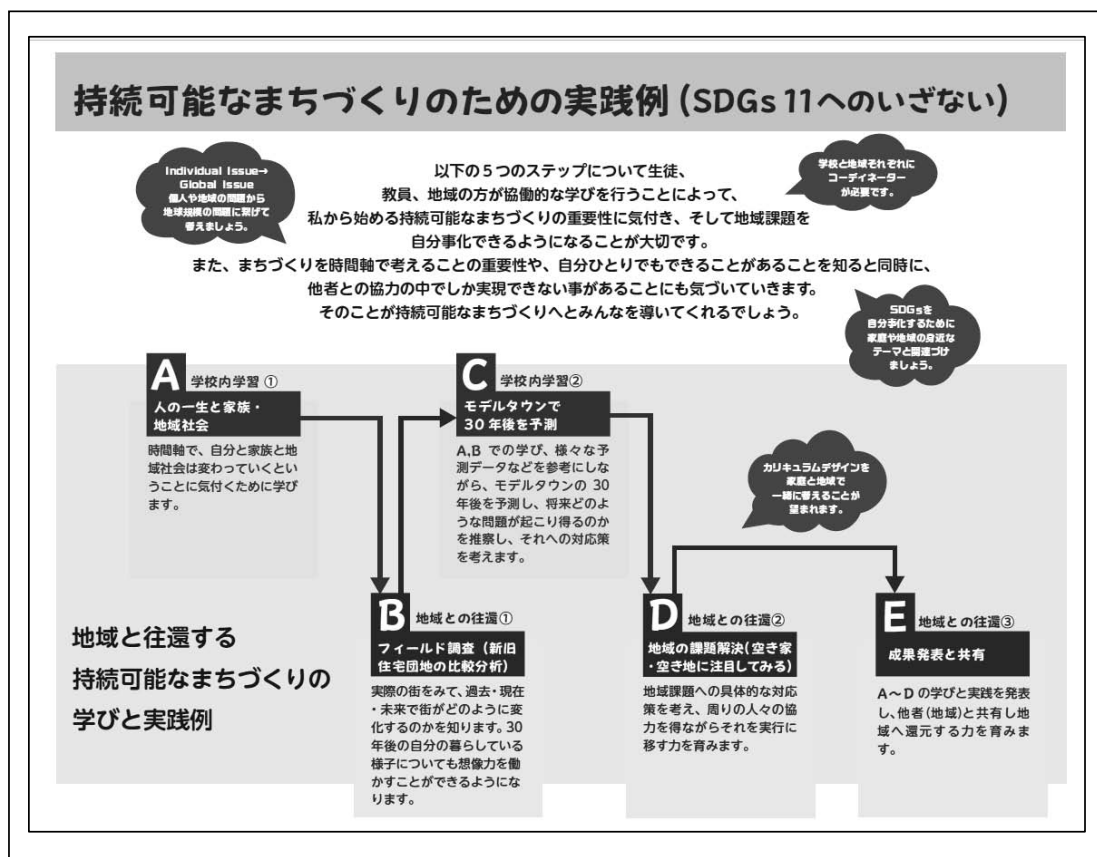 持続可能なまちづくりのための実践例 (SDGs 11へのいざない)
Individual Issue→
Global Issue
個人や地域の問題から
地球規模の問題に繋げて
考えましょう。
学校と地域それぞれに
コーディネーター
が必要です。
以下の5つのステップについて生徒、
教員、地域の方が協働的な学びを行うことによって、
私から始める持続可能なまちづくりの重要性に気付き、そして地域課題を
自分事化できるようになることが大切です。
また、まちづくりを時間軸で考えることの重要性や、自分ひとりでもできることがあることを知ると同時に、
他者との協力の中でしか実現できない事があることにも気づいていきます。
そのことが持続可能なまちづくりへとみんなを導いてくれるでしょう。
SDGsを
自分事化するために
家庭や地域の身近な
テーマと関連づけ
ましょう。
A 学校内学習 ①
人の一生と家族・
地域社会
時間軸で、自分と家族と地
域社会は変わっていくとい
うことに気付くために学び
ます。
C 学校内学習②
モデルタウンで
30 年後を予測
A,B での学び、様々な予
測データなどを参考にしな
がら、モデルタウンの 30
年後を予測し、将来どのよ
うな問題が起こり得るのか
を推察し、それへの対応策
を考えます。
カリキュラムデザインを
家庭と地域で
一緒に考えることが
望まれます。
地域と往還する
持続可能なまちづくりの
学びと実践例
B 地域との往還①
フィールド調査（新旧
住宅団地の比較分析）
実際の街をみて、過去・現在
・未来で街がどのように変
化するのかを知ります。30
年後の自分の暮らしている
様子についても想像力を働
かすことができるようにな
ります。
D 地域との往還②
地域の課題解決(空き家
・空き地に注目してみる)
地域課題への具体的な対応
策を考え、周りの人々の協
力を得ながらそれを実行に
移す力を育みます。
E 地域との往還③
成果発表と共有
A～D の学びと実践を発表
し、他者(地域)と共有し地
域へ還元する力を育みま
す。